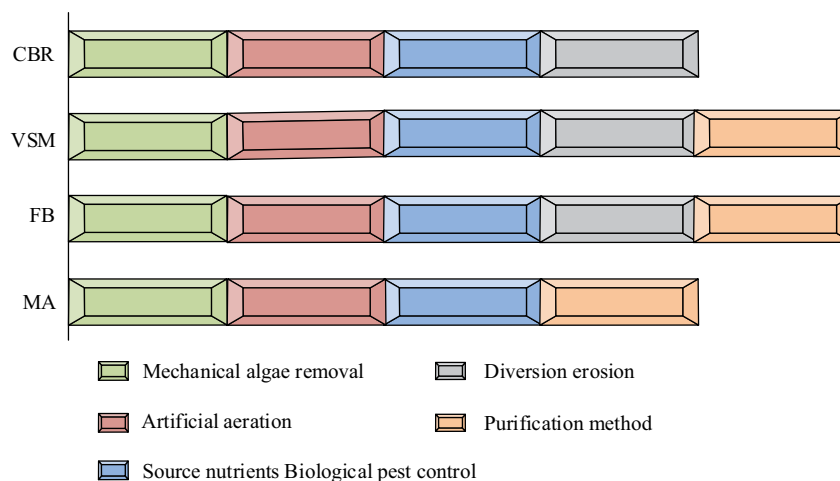 CBR
VSM
FB
MA
Mechanical algae removal
Diversion erosion
Artificial aeration
Purification method
Source nutrients Biological pest control